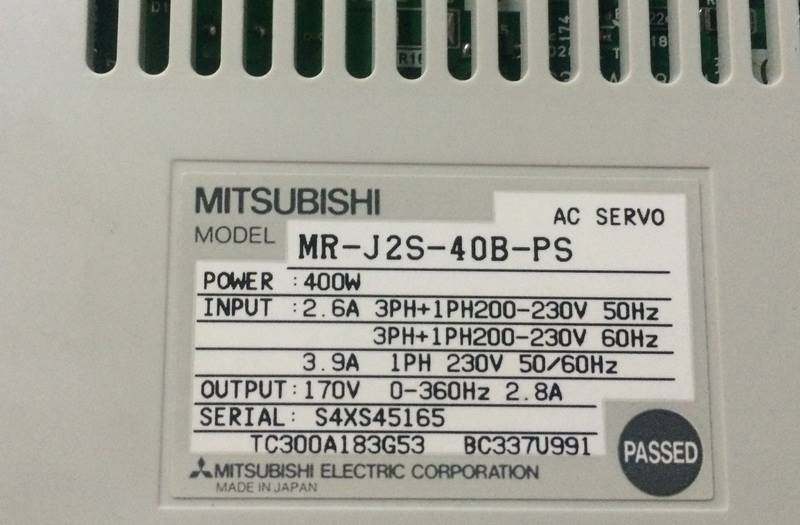 MITSUBISHI
AC SERVO
MODEL MR-J2S-40B-PS
POWER : 400W
INPUT : 2.6A 3PH+1PH200-230V 50Hz
3PH+1PH200-230V 60Hz
3.9A 1PH 230V 50/60Hz
OUTPUT: 170V 0-360Hz 2.8A
SERIAL: S4XS45165
TC300A183G53 BC337U991
PASSED
MITSUBISHI ELECTRIC CORPORATION
MADE IN JAPAN